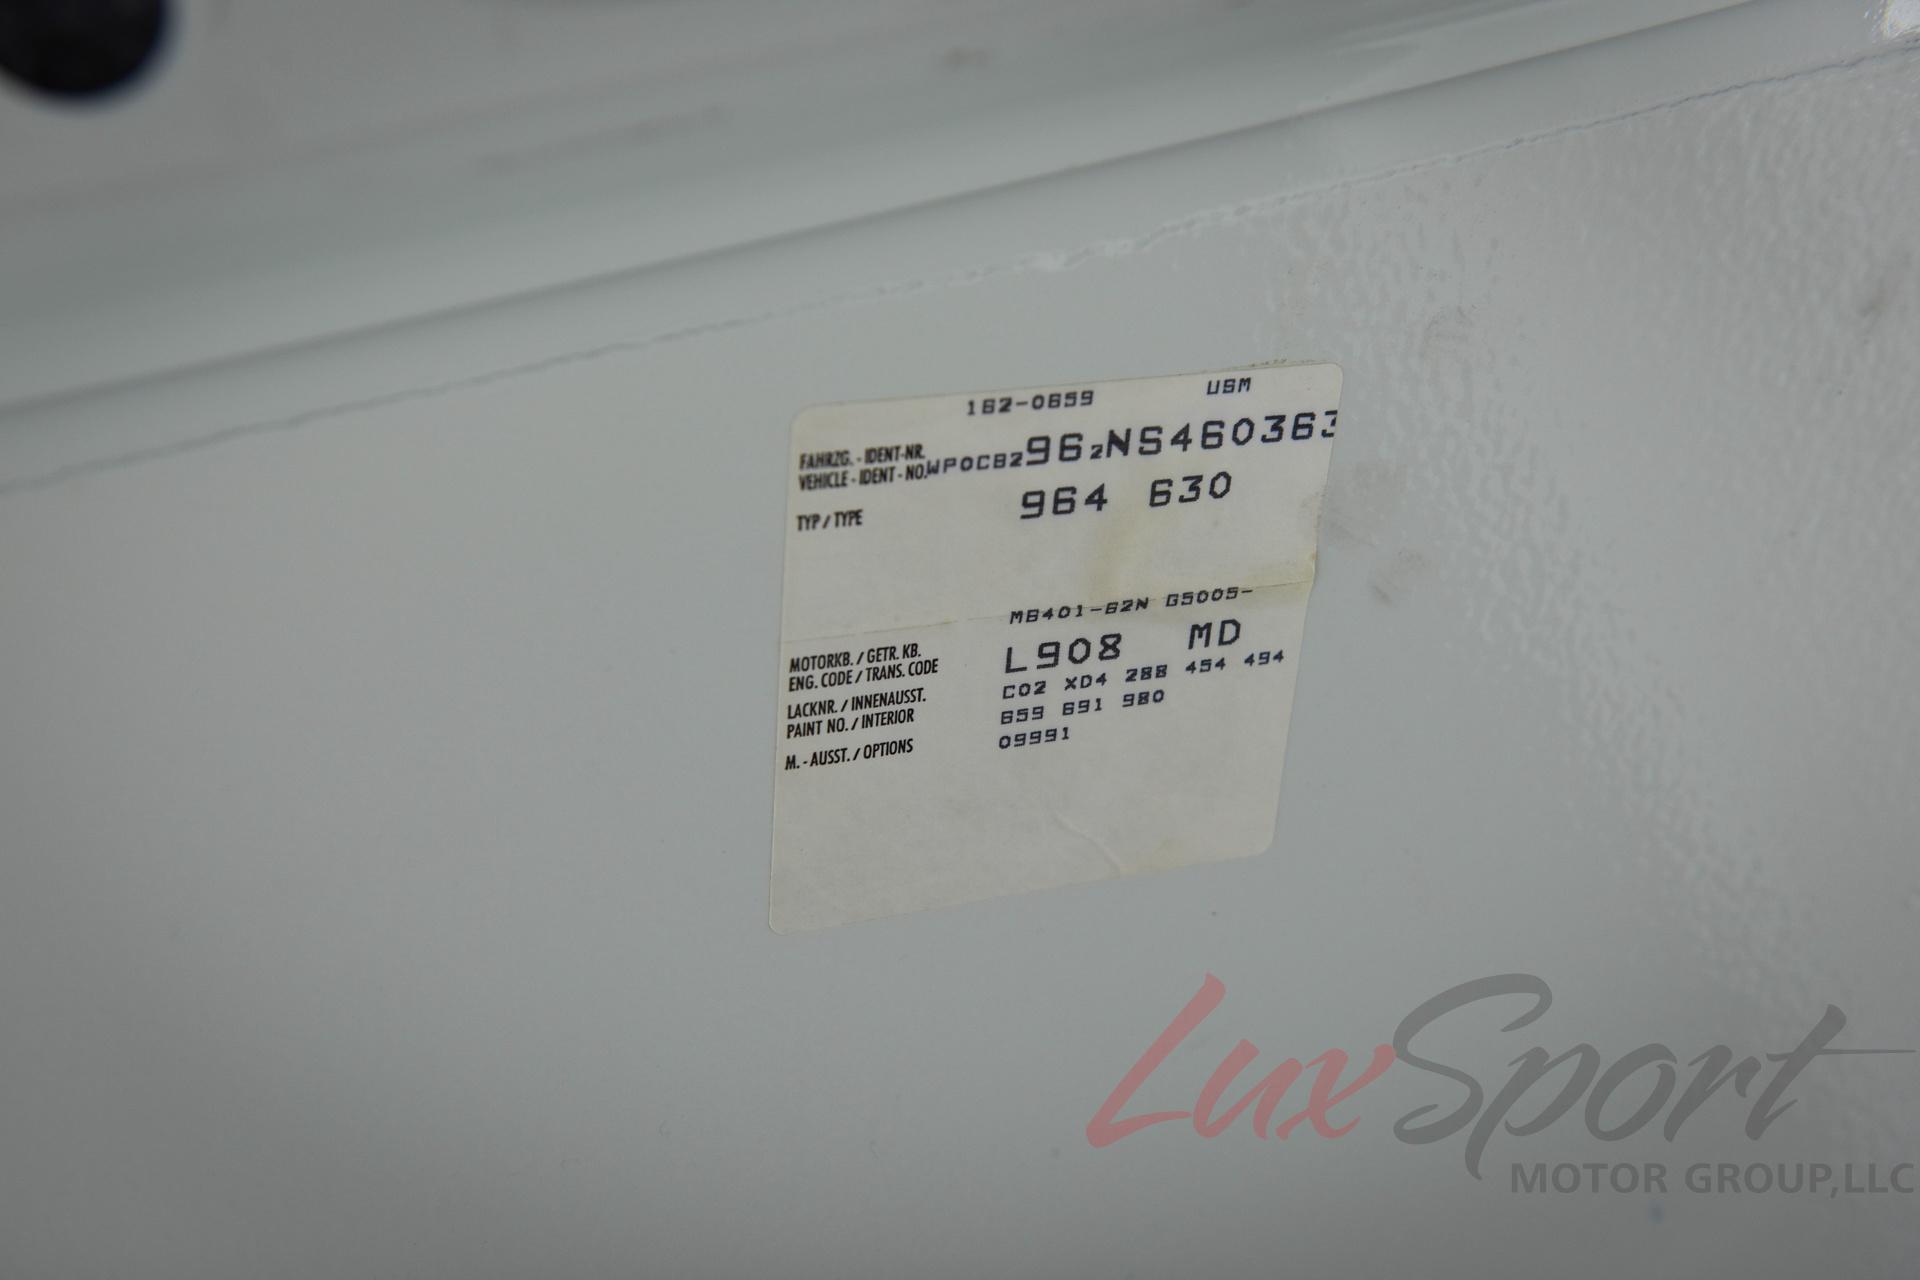 162-0659 USM
FAHRZG. - IDENT-NR.
VEHICLE - IDENT - NO. WP0CB2962NS460363
TYP / TYPE 964 630
M6401-62N G5005-
MOTORKB. / GETR. KB.
ENG. CODE / TRANS. CODE
L908 MD
LACKNR. / INNENAUSST.
PAINT NO. / INTERIOR
C02 XD4 288 454 494
659 691 980
M. - AUSST. / OPTIONS
09991
LuxSport
MOTOR GROUP, LLC